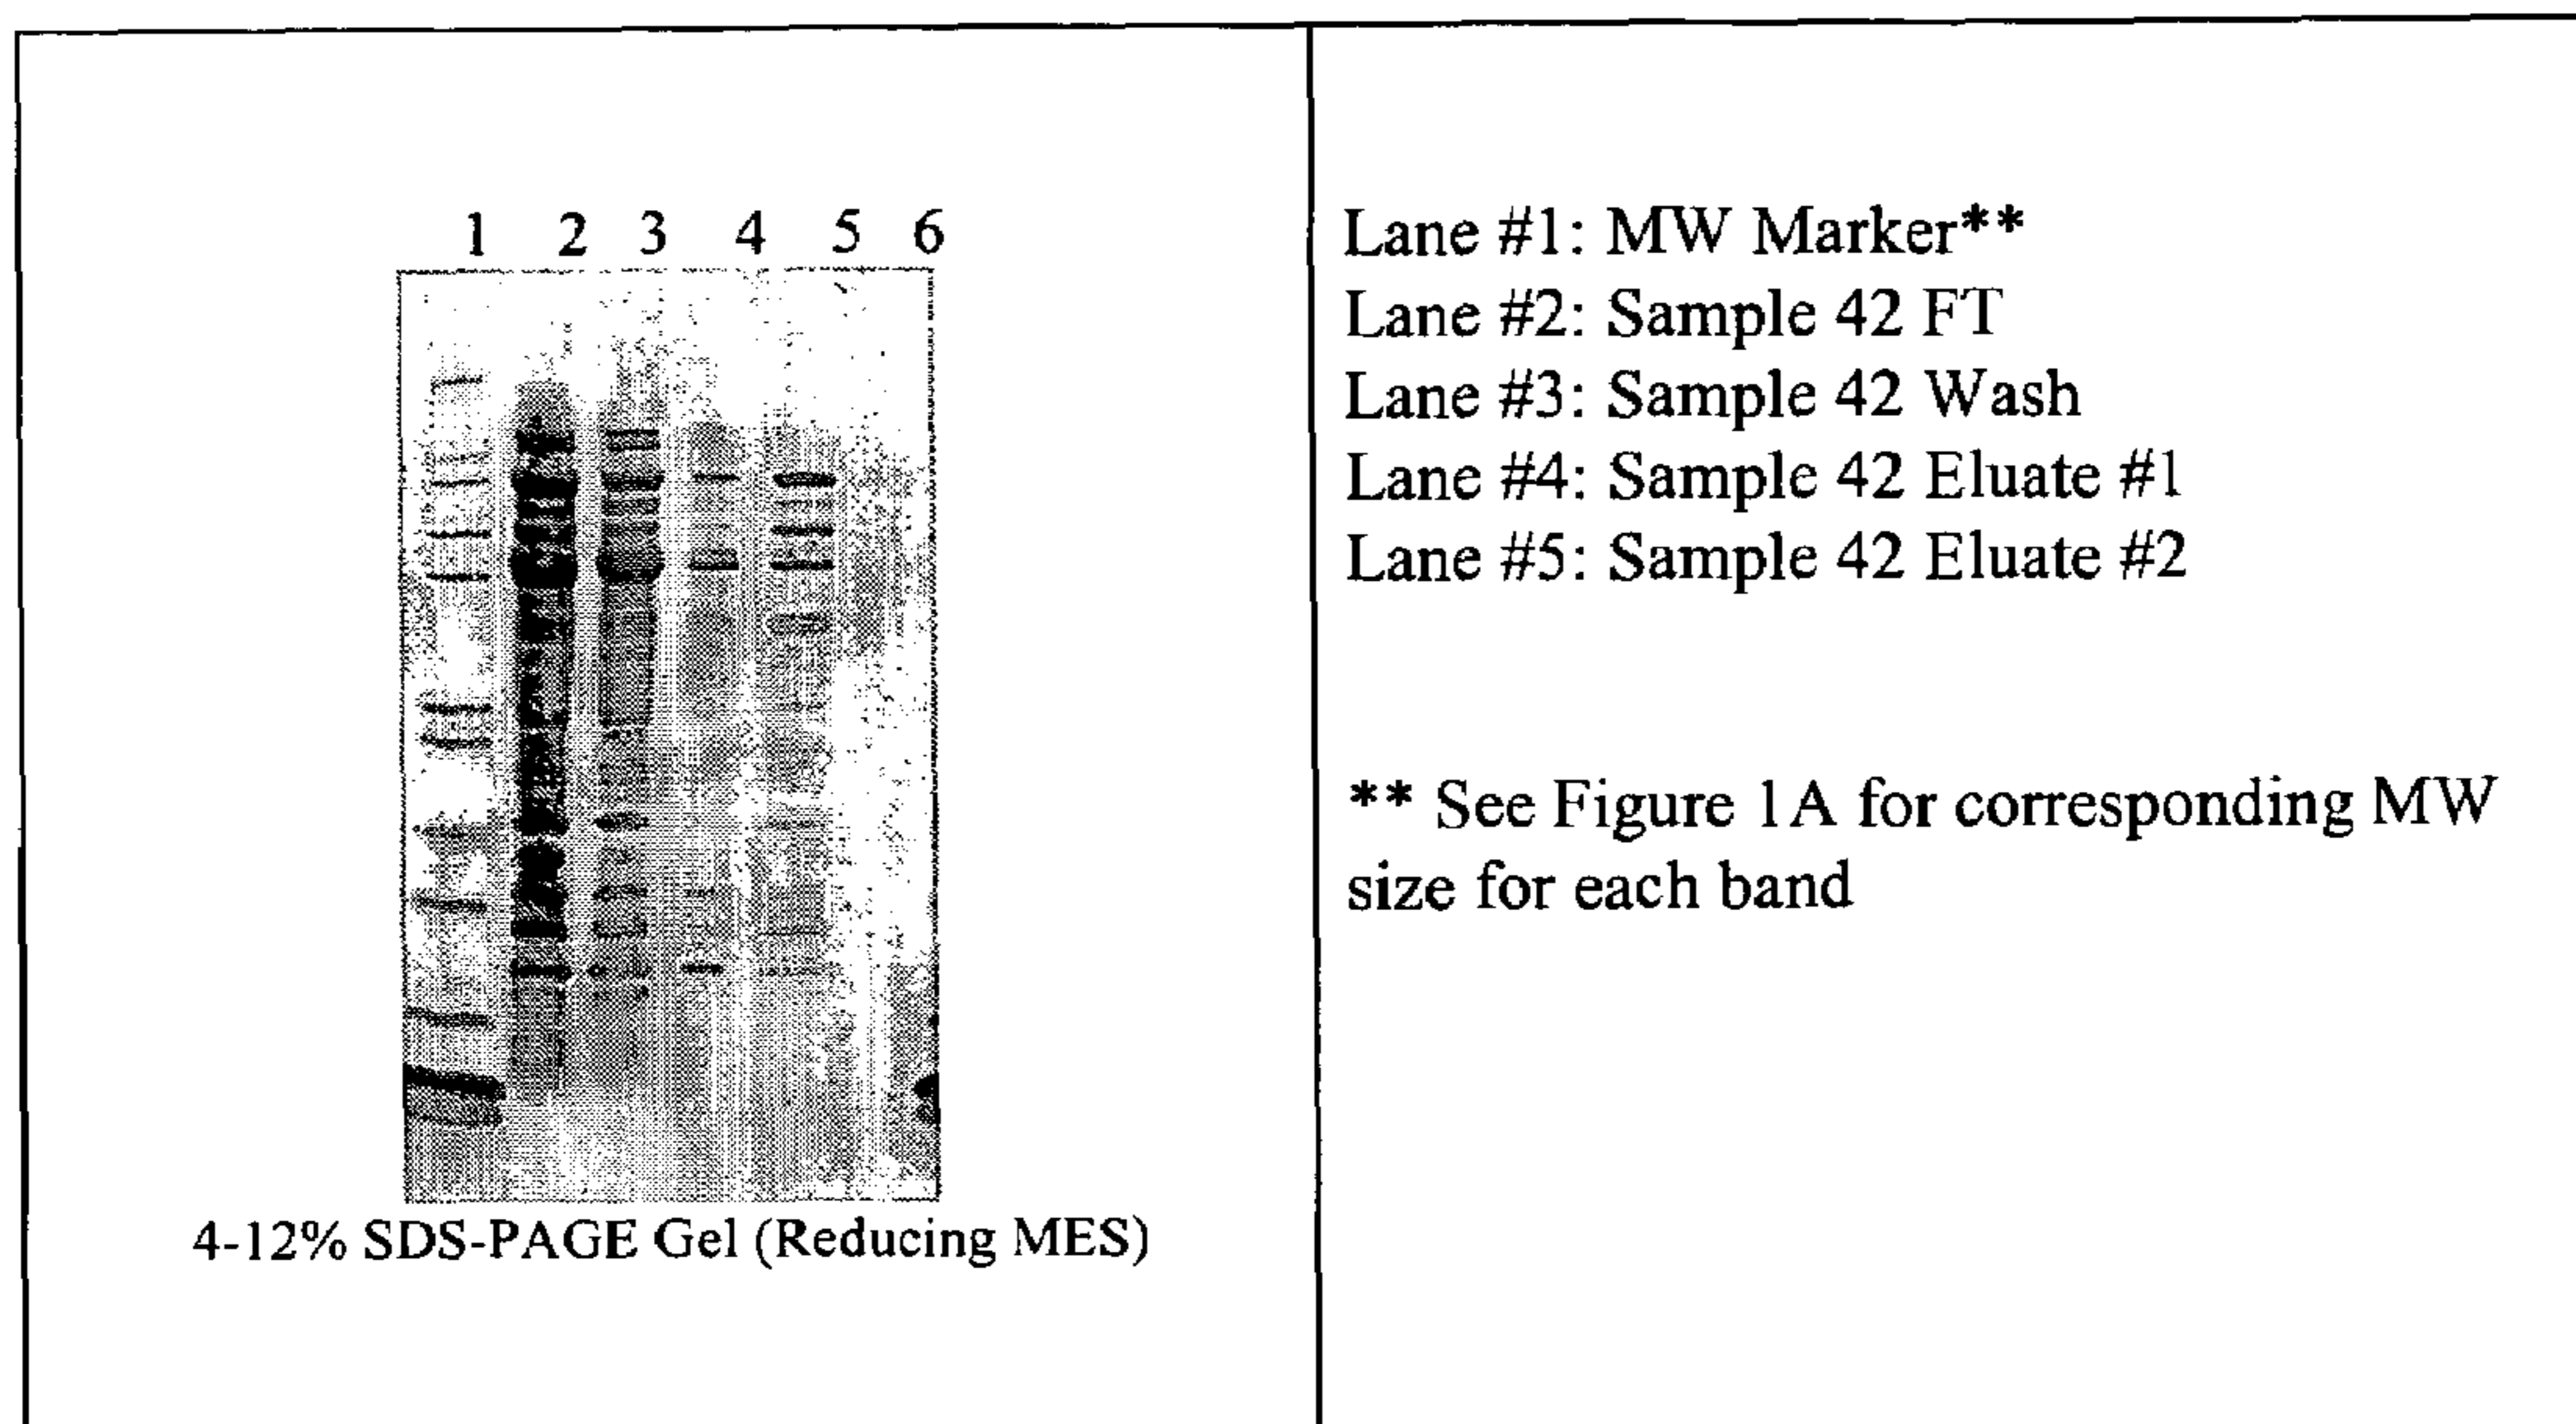 1 2 3 4 5 6
4-12% SDS-PAGE Gel (Reducing MES)
Lane #1: MW Marker**
Lane #2: Sample 42 FT
Lane #3: Sample 42 Wash
Lane #4: Sample 42 Eluate #1
Lane #5: Sample 42 Eluate #2
** See Figure 1A for corresponding MW
size for each band